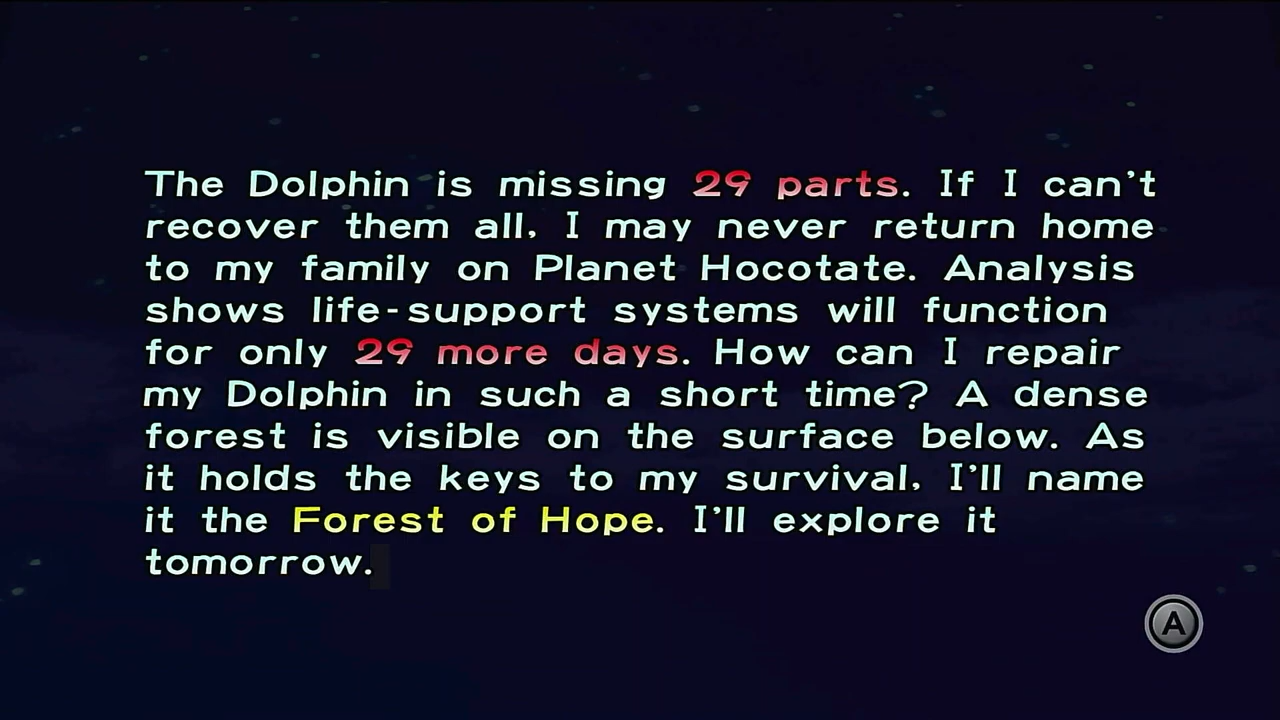 The Dolphin is missing 29 parts. If I can't
recover them all, I may never return home
to my family on Planet Hocotate. Analysis
shows life-support systems will function
for only 29 more days. How can I repair
my Dolphin in such a short time? A dense
forest is visible on the surface below. As
it holds the keys to my survival, I'll name
it the Forest of Hope. I'll explore it
tomorrow.
A